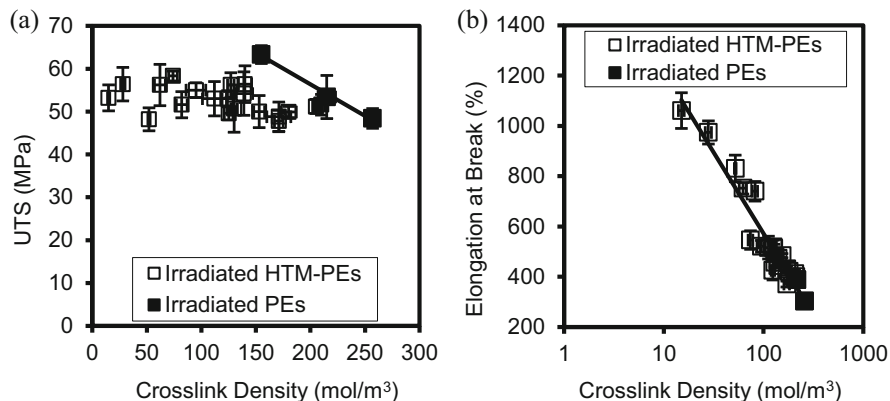 (a)
70
60
50
40
30
20
10
0
UTS (MPa)
Irradiated HTM-PEs
Irradiated PEs
0 50 100 150 200 250 300
Crosslink Density (mol/m³)
(b)
1400
1200
1000
800
600
400
200
Elongation at Break (%)
Irradiated HTM-PEs
Irradiated PEs
1 10 100 1000
Crosslink Density (mol/m³)